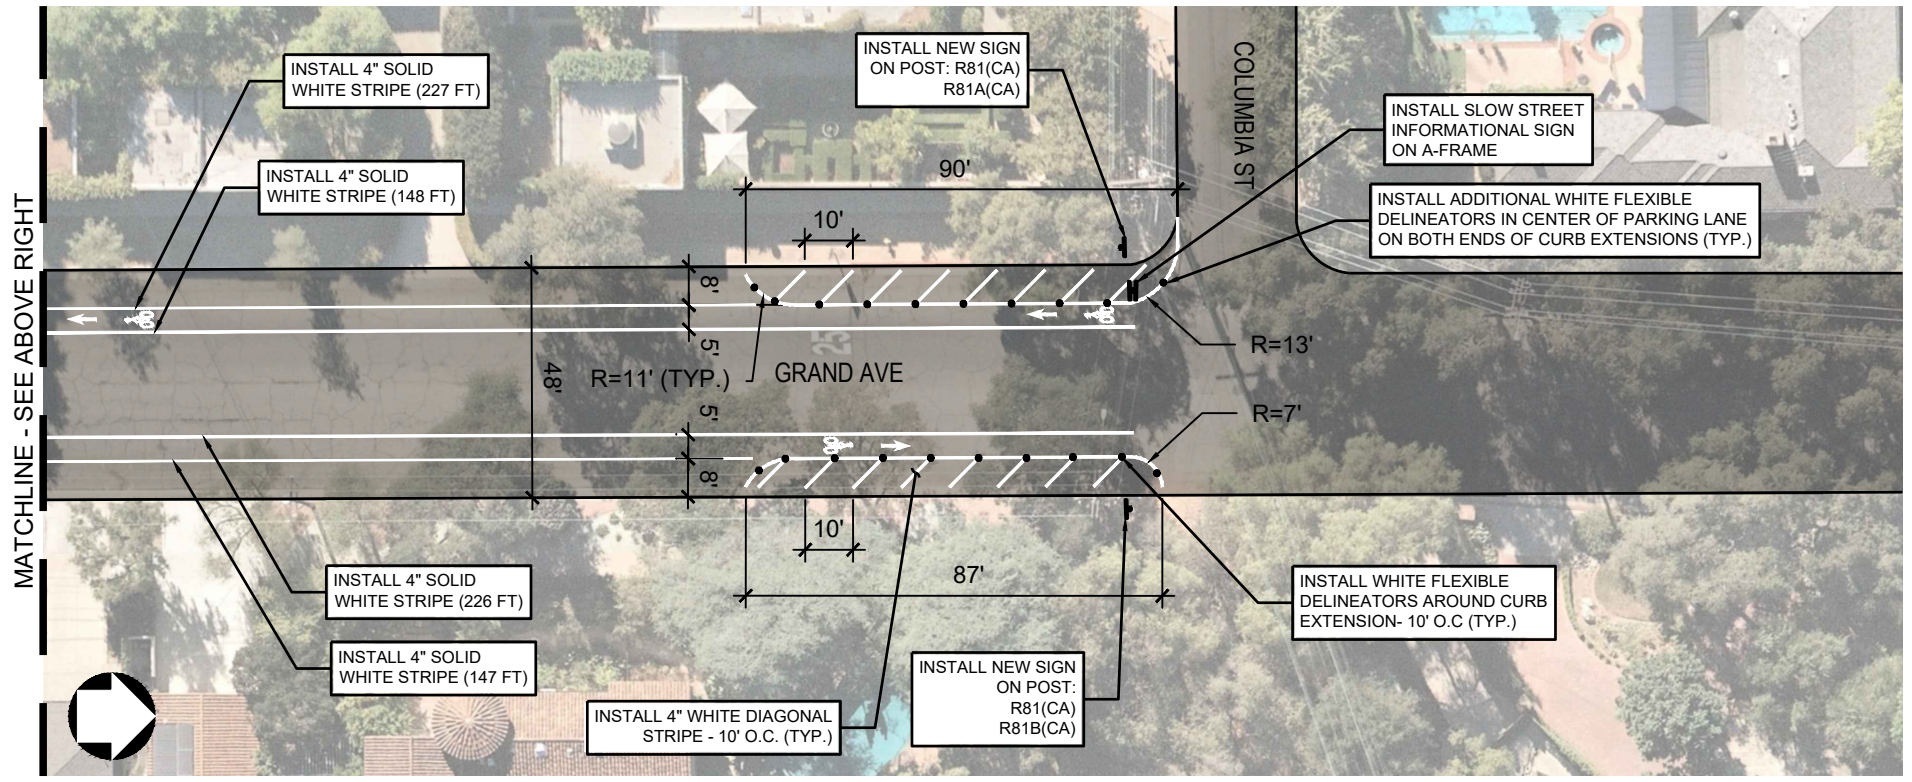 INSTALL 4" SOLID
WHITE STRIPE (227 FT)
INSTALL 4" SOLID
WHITE STRIPE (148 FT)
INSTALL NEW SIGN
ON POST: R81(CA)
R81A(CA)
COLUMBIA ST
INSTALL SLOW STREET
INFORMATIONAL SIGN
ON A-FRAME
INSTALL ADDITIONAL WHITE FLEXIBLE
DELINEATORS IN CENTER OF PARKING LANE
ON BOTH ENDS OF CURB EXTENSIONS (TYP.)
90'
10'
MATCHLINE - SEE ABOVE RIGHT
8'
5'
48'
R=11' (TYP.)
25
GRAND AVE
R=13'
5'
R=7'
8'
10'
87'
INSTALL 4" SOLID
WHITE STRIPE (226 FT)
INSTALL 4" SOLID
WHITE STRIPE (147 FT)
INSTALL 4" WHITE DIAGONAL
STRIPE - 10' O.C. (TYP.)
INSTALL NEW SIGN
ON POST:
R81(CA)
R81B(CA)
INSTALL WHITE FLEXIBLE
DELINEATORS AROUND CURB
EXTENSION- 10' O.C (TYP.)